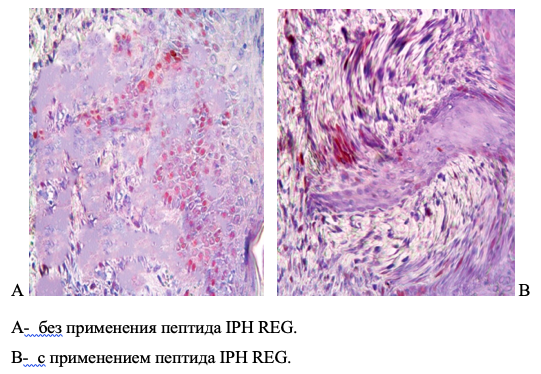 A
B
А- без применения пептида IPH REG.
В- с применением пептида IPH REG.